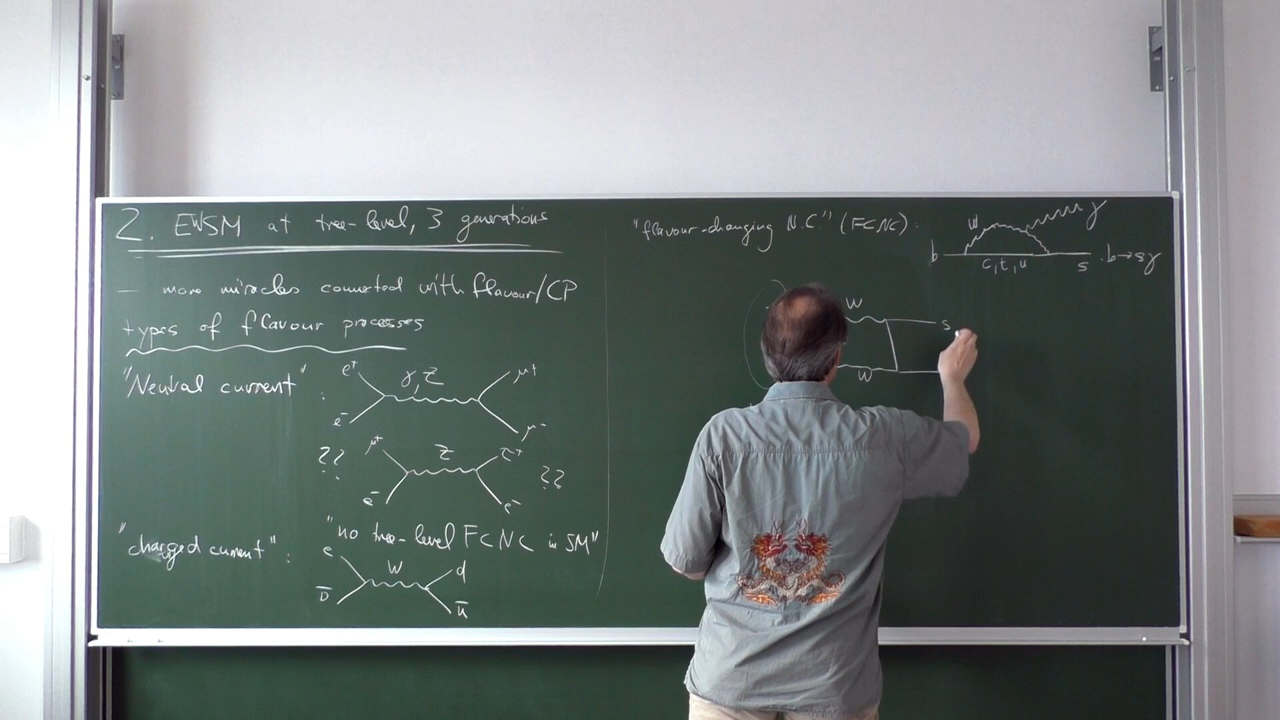 2. EWSM at tree-level, 3 generations
— more miracles connected with flavour/CP
types of flavour processes
"Neutral current" :
e+ γ, Z μ+
e- μ-
?? μ+ Z τ+ ??
e- e-
"no tree-level FCNC in SM"
"charged current" :
e W d
ῡ ū
"flavour-changing N.C." (FCNC) :
W γ
b c, t, u s . b→sγ
W s
W